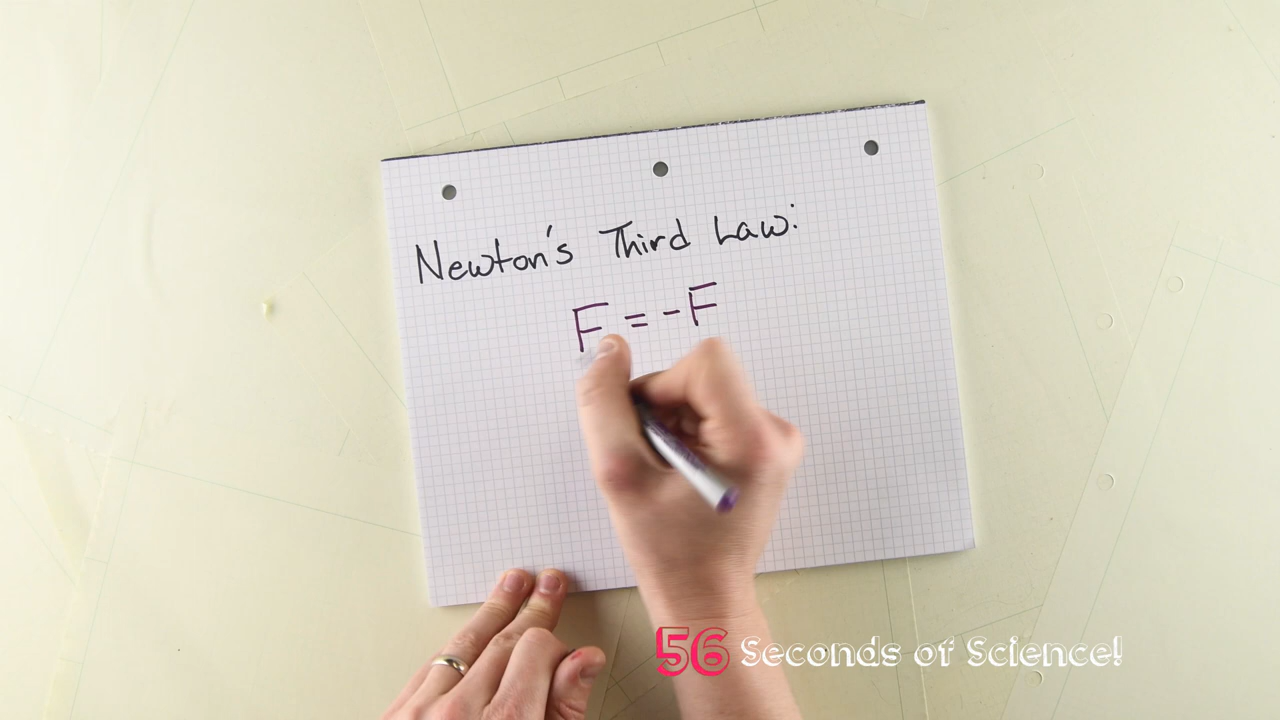 Newton's Third Law:
F = -F
56 Seconds of Science!